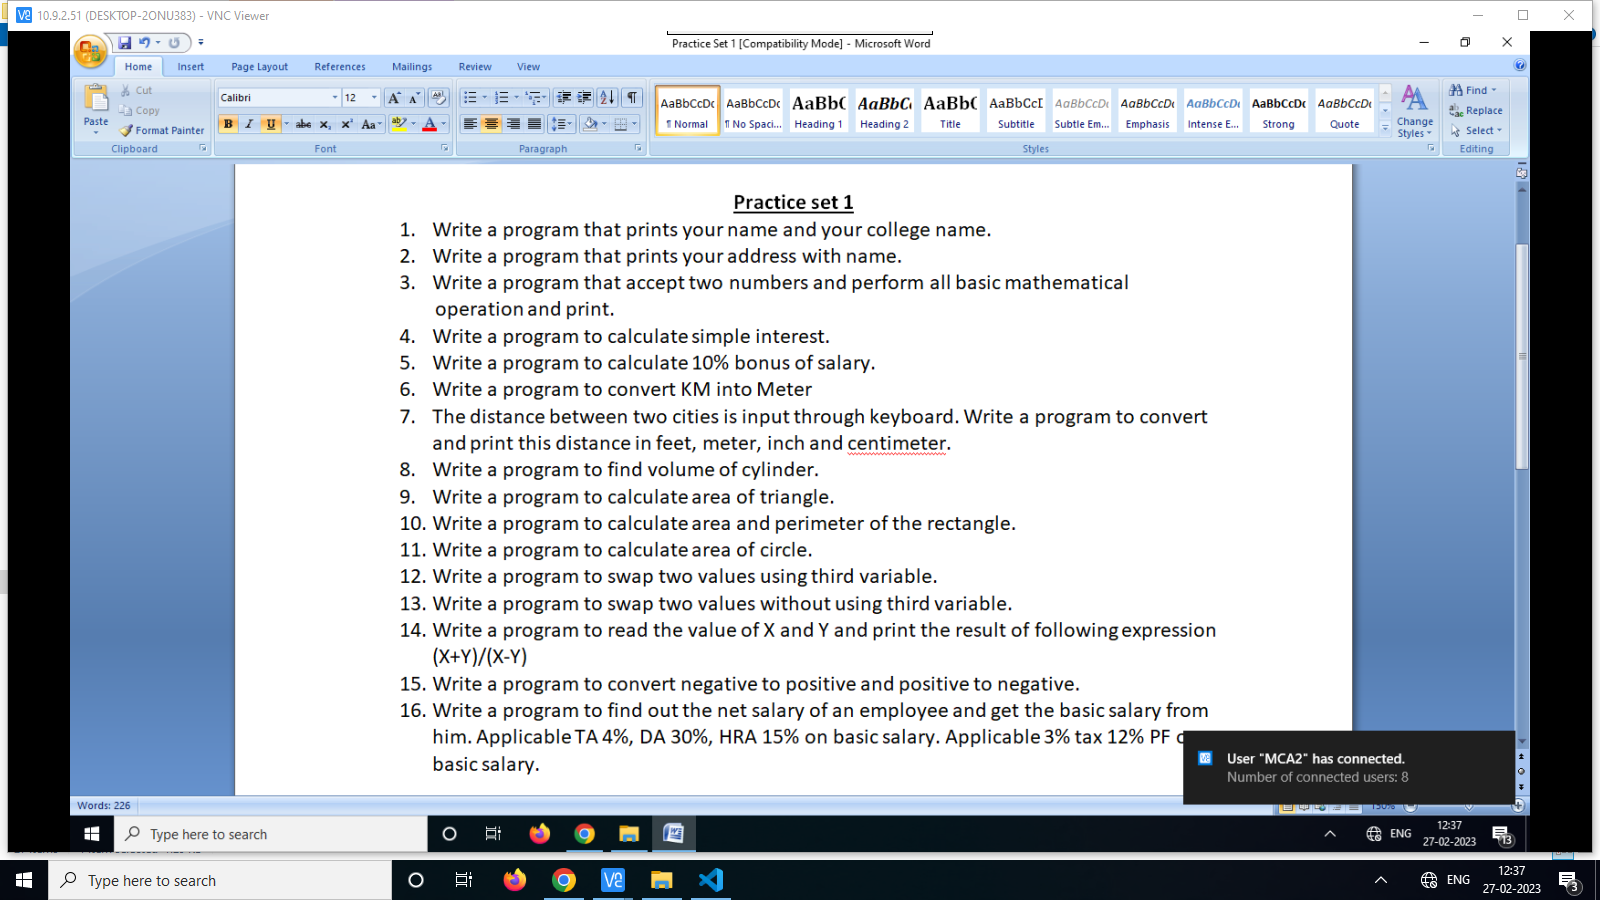 10.9.2.51 (DESKTOP-2ONU383) - VNC Viewer
Practice Set 1 [Compatibility Mode] - Microsoft Word
Home Insert Page Layout References Mailings Review View
Paste
Cut
Copy
Format Painter
Clipboard
Calibri 12
Font
Paragraph
AaBbCcDc AaBbCcDc AaBbC AaBbCc AaBbC AaBbCcI AaBbCcDc AaBbCcDc AaBbCcDc AaBbCcDc AaBbCcDc
¶ Normal ¶ No Spaci... Heading 1 Heading 2 Title Subtitle Subtle Em... Emphasis Intense E... Strong Quote
Change Styles
Styles
Find
Replace
Select
Editing
Practice set 1
1. Write a program that prints your name and your college name.
2. Write a program that prints your address with name.
3. Write a program that accept two numbers and perform all basic mathematical
operation and print.
4. Write a program to calculate simple interest.
5. Write a program to calculate 10% bonus of salary.
6. Write a program to convert KM into Meter
7. The distance between two cities is input through keyboard. Write a program to convert
and print this distance in feet, meter, inch and centimeter.
8. Write a program to find volume of cylinder.
9. Write a program to calculate area of triangle.
10. Write a program to calculate area and perimeter of the rectangle.
11. Write a program to calculate area of circle.
12. Write a program to swap two values using third variable.
13. Write a program to swap two values without using third variable.
14. Write a program to read the value of X and Y and print the result of following expression
(X+Y)/(X-Y)
15. Write a program to convert negative to positive and positive to negative.
16. Write a program to find out the net salary of an employee and get the basic salary from
him. Applicable TA 4%, DA 30%, HRA 15% on basic salary. Applicable 3% tax 12% PF
basic salary.
User "MCA2" has connected.
Number of connected users: 8
Words: 226
150%
Type here to search
ENG
12:37
27-02-2023
13
Type here to search
ENG
12:37
27-02-2023
3